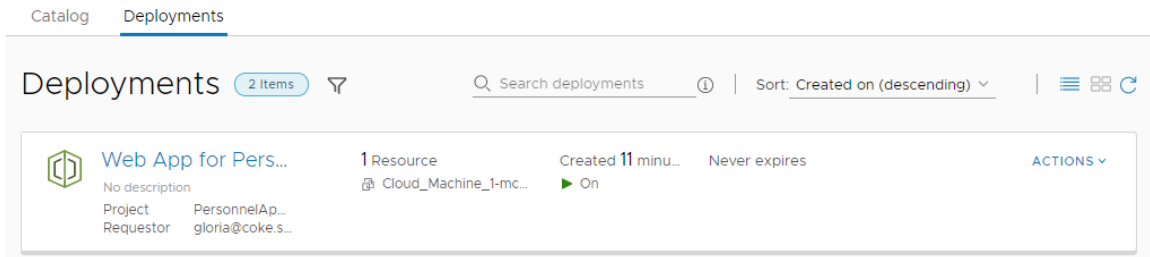 Catalog Deployments
Deployments 2 Items Search deployments Sort: Created on (descending)
Web App for Pers... 1 Resource Created 11 minu... Never expires ACTIONS
No description Cloud_Machine_1-mc... On
Project PersonnelAp...
Requestor gloria@coke.s...